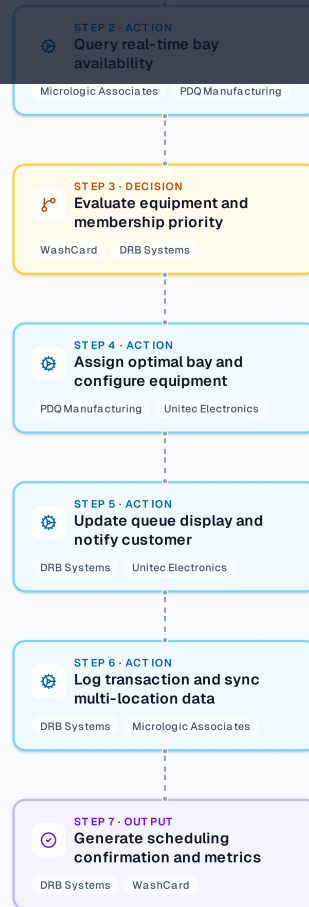 STEP 2 · ACTION
Query real-time bay
availability
Micrologic Associates PDQ Manufacturing
STEP 3 · DECISION
Evaluate equipment and
membership priority
WashCard DRB Systems
STEP 4 · ACTION
Assign optimal bay and
configure equipment
PDQ Manufacturing Unitec Electronics
STEP 5 · ACTION
Update queue display and
notify customer
DRB Systems Unitec Electronics
STEP 6 · ACTION
Log transaction and sync
multi-location data
DRB Systems Micrologic Associates
STEP 7 · OUTPUT
Generate scheduling
confirmation and metrics
DRB Systems WashCard